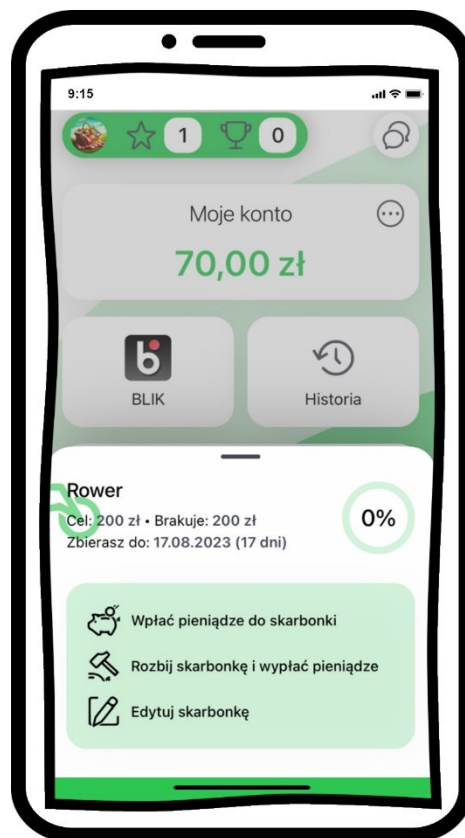 9:15
1 0
Moje konto
70,00 zł
BLIK Historia
Rower
Cel: 200 zł • Brakuje: 200 zł
Zbierasz do: 17.08.2023 (17 dni)
0%
Wpłać pieniądze do skarbonki
Rozbij skarbonkę i wypłać pieniądze
Edytuj skarbonkę